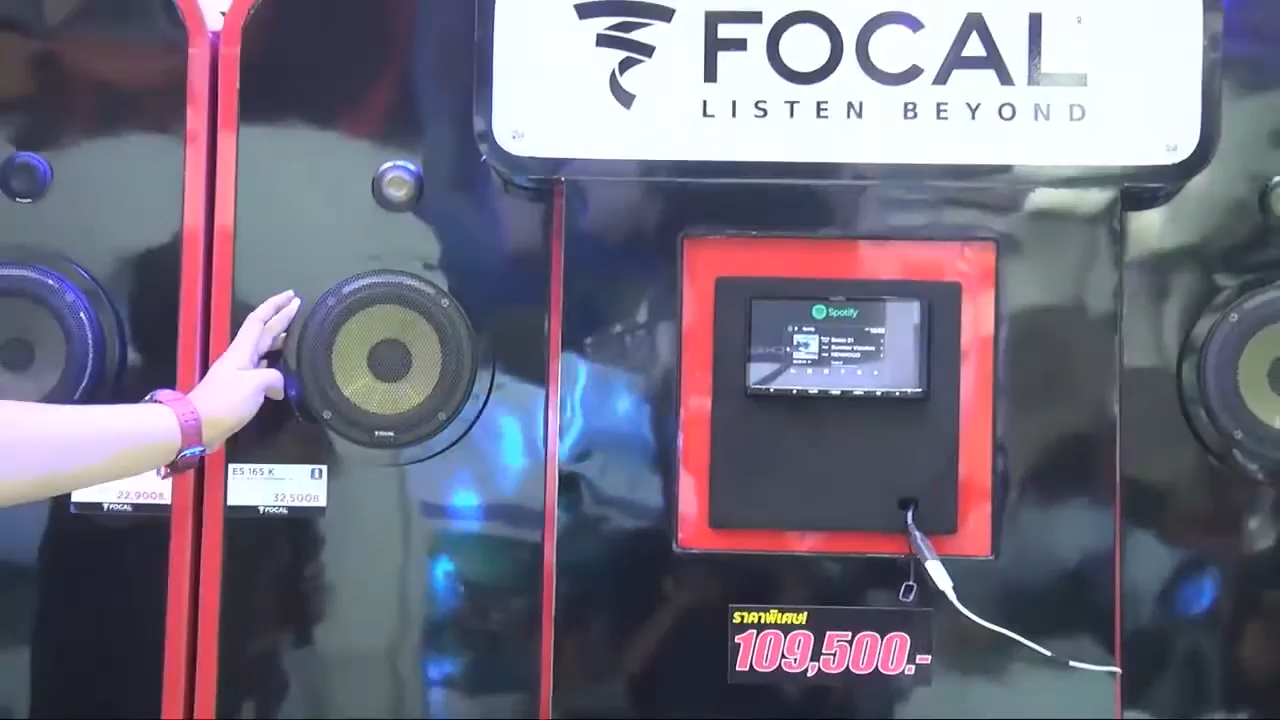 FOCAL
LISTEN BEYOND
Spotify
FOCAL
22,900฿.
FOCAL
ES 165 K
32,500฿
FOCAL
ราคาพิเศษ!
109,500.-